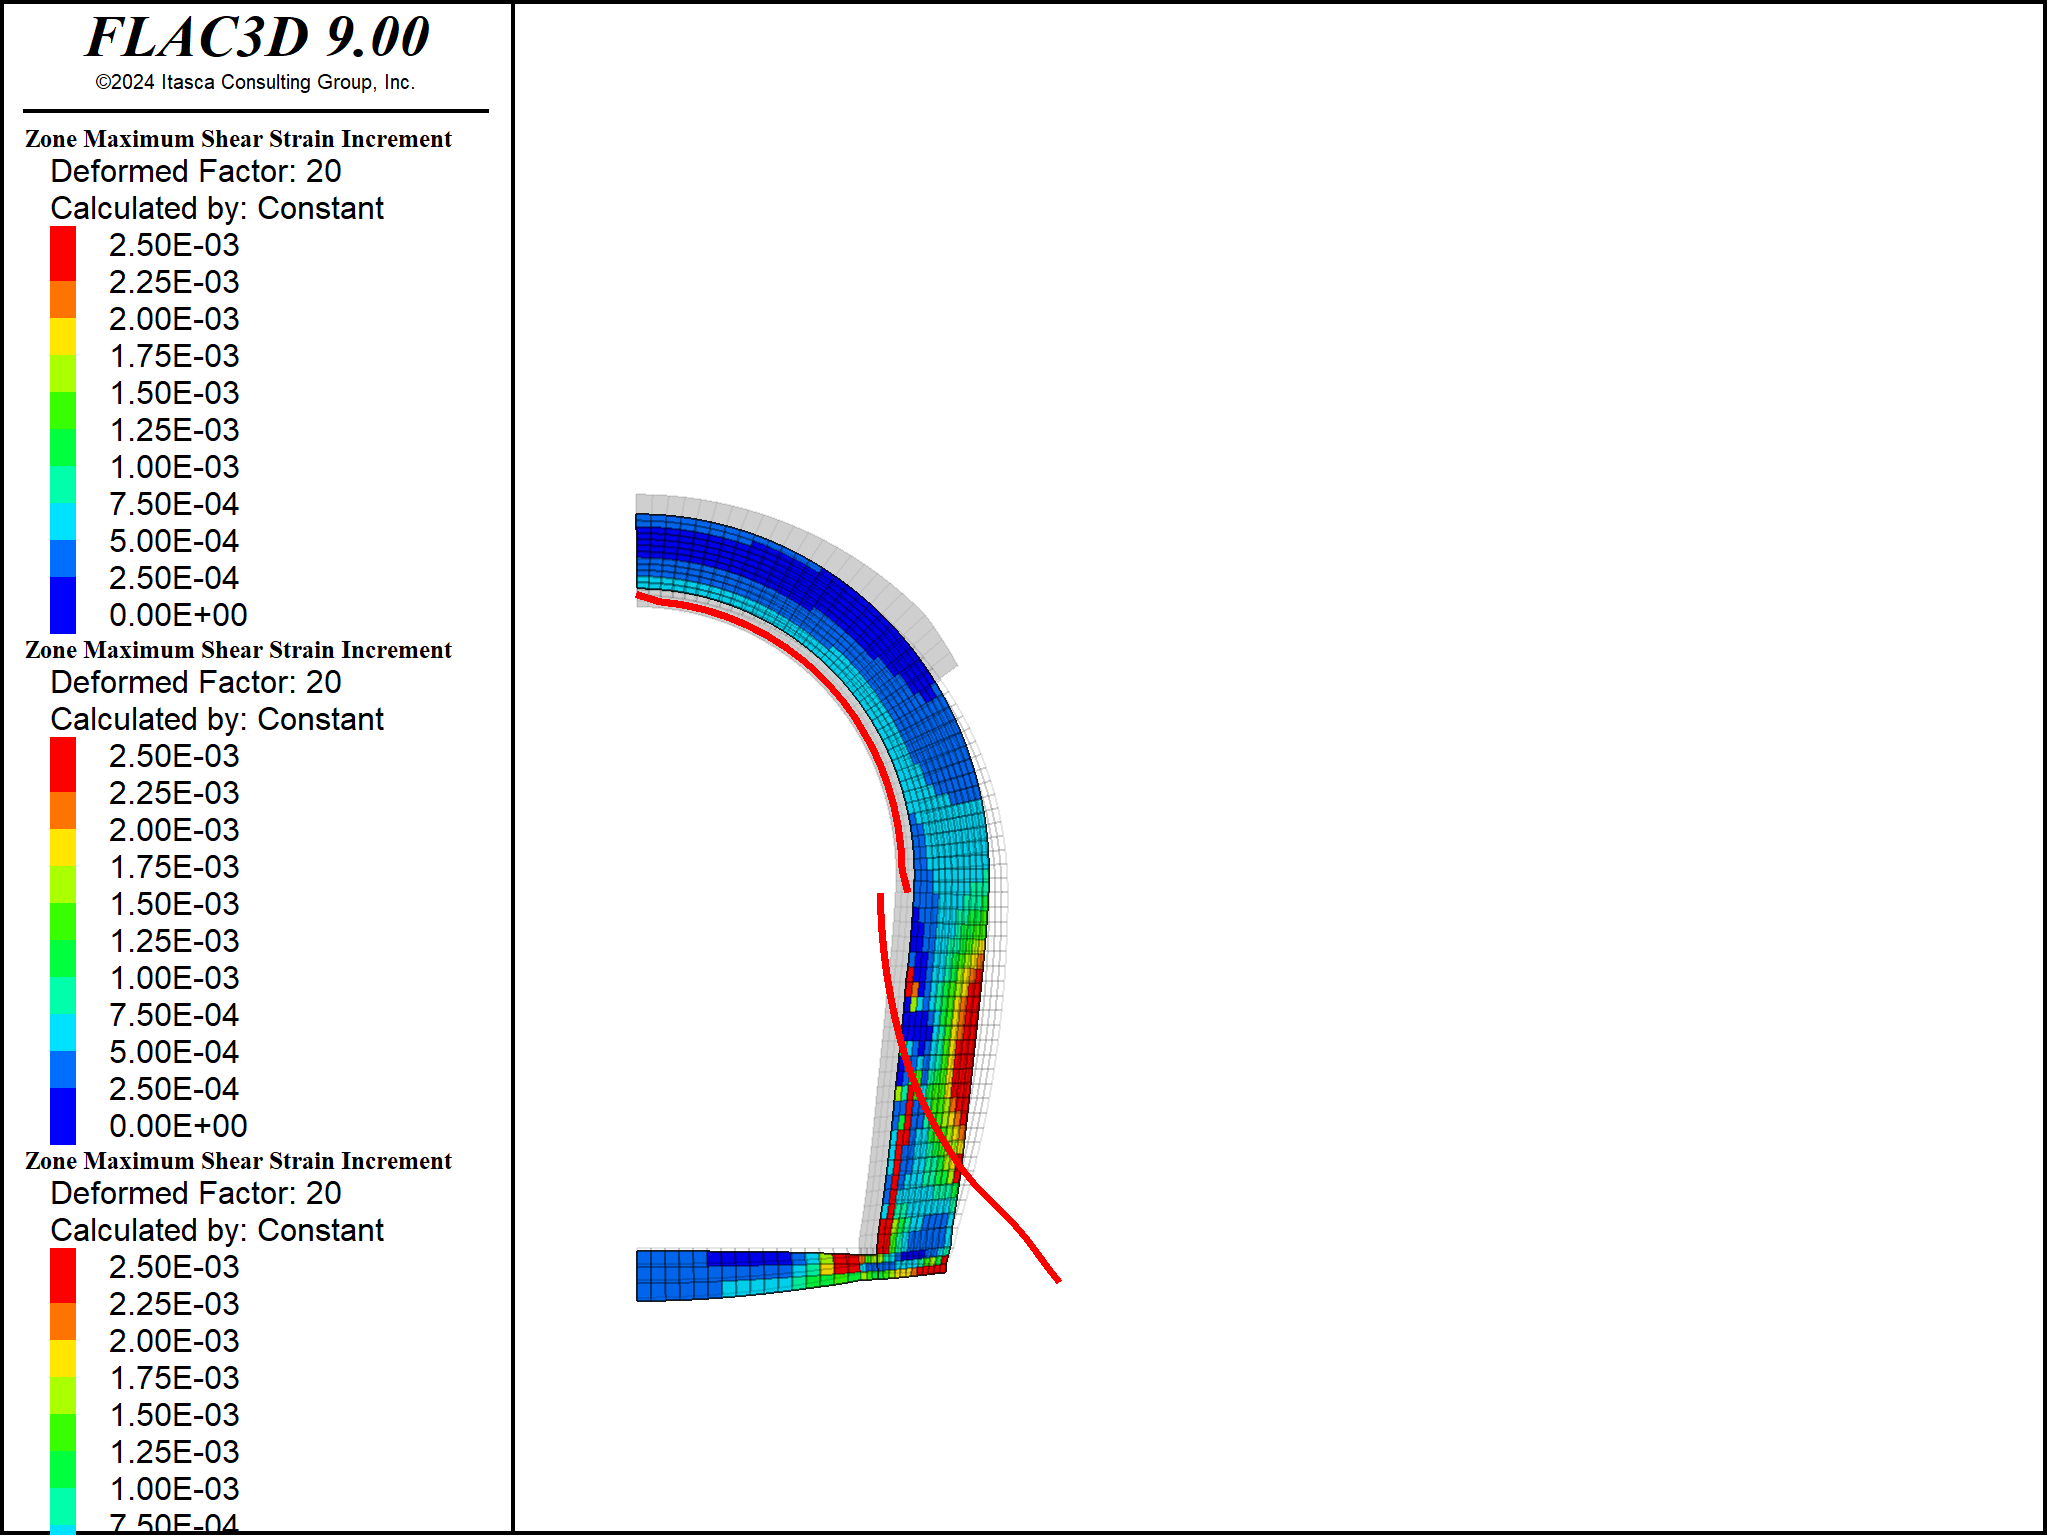 FLAC3D 9.00
©2024 Itasca Consulting Group, Inc.
Zone Maximum Shear Strain Increment
Deformed Factor: 20
Calculated by: Constant
2.50E-03
2.25E-03
2.00E-03
1.75E-03
1.50E-03
1.25E-03
1.00E-03
7.50E-04
5.00E-04
2.50E-04
0.00E+00
Zone Maximum Shear Strain Increment
Deformed Factor: 20
Calculated by: Constant
2.50E-03
2.25E-03
2.00E-03
1.75E-03
1.50E-03
1.25E-03
1.00E-03
7.50E-04
5.00E-04
2.50E-04
0.00E+00
Zone Maximum Shear Strain Increment
Deformed Factor: 20
Calculated by: Constant
2.50E-03
2.25E-03
2.00E-03
1.75E-03
1.50E-03
1.25E-03
1.00E-03
7.50E-04